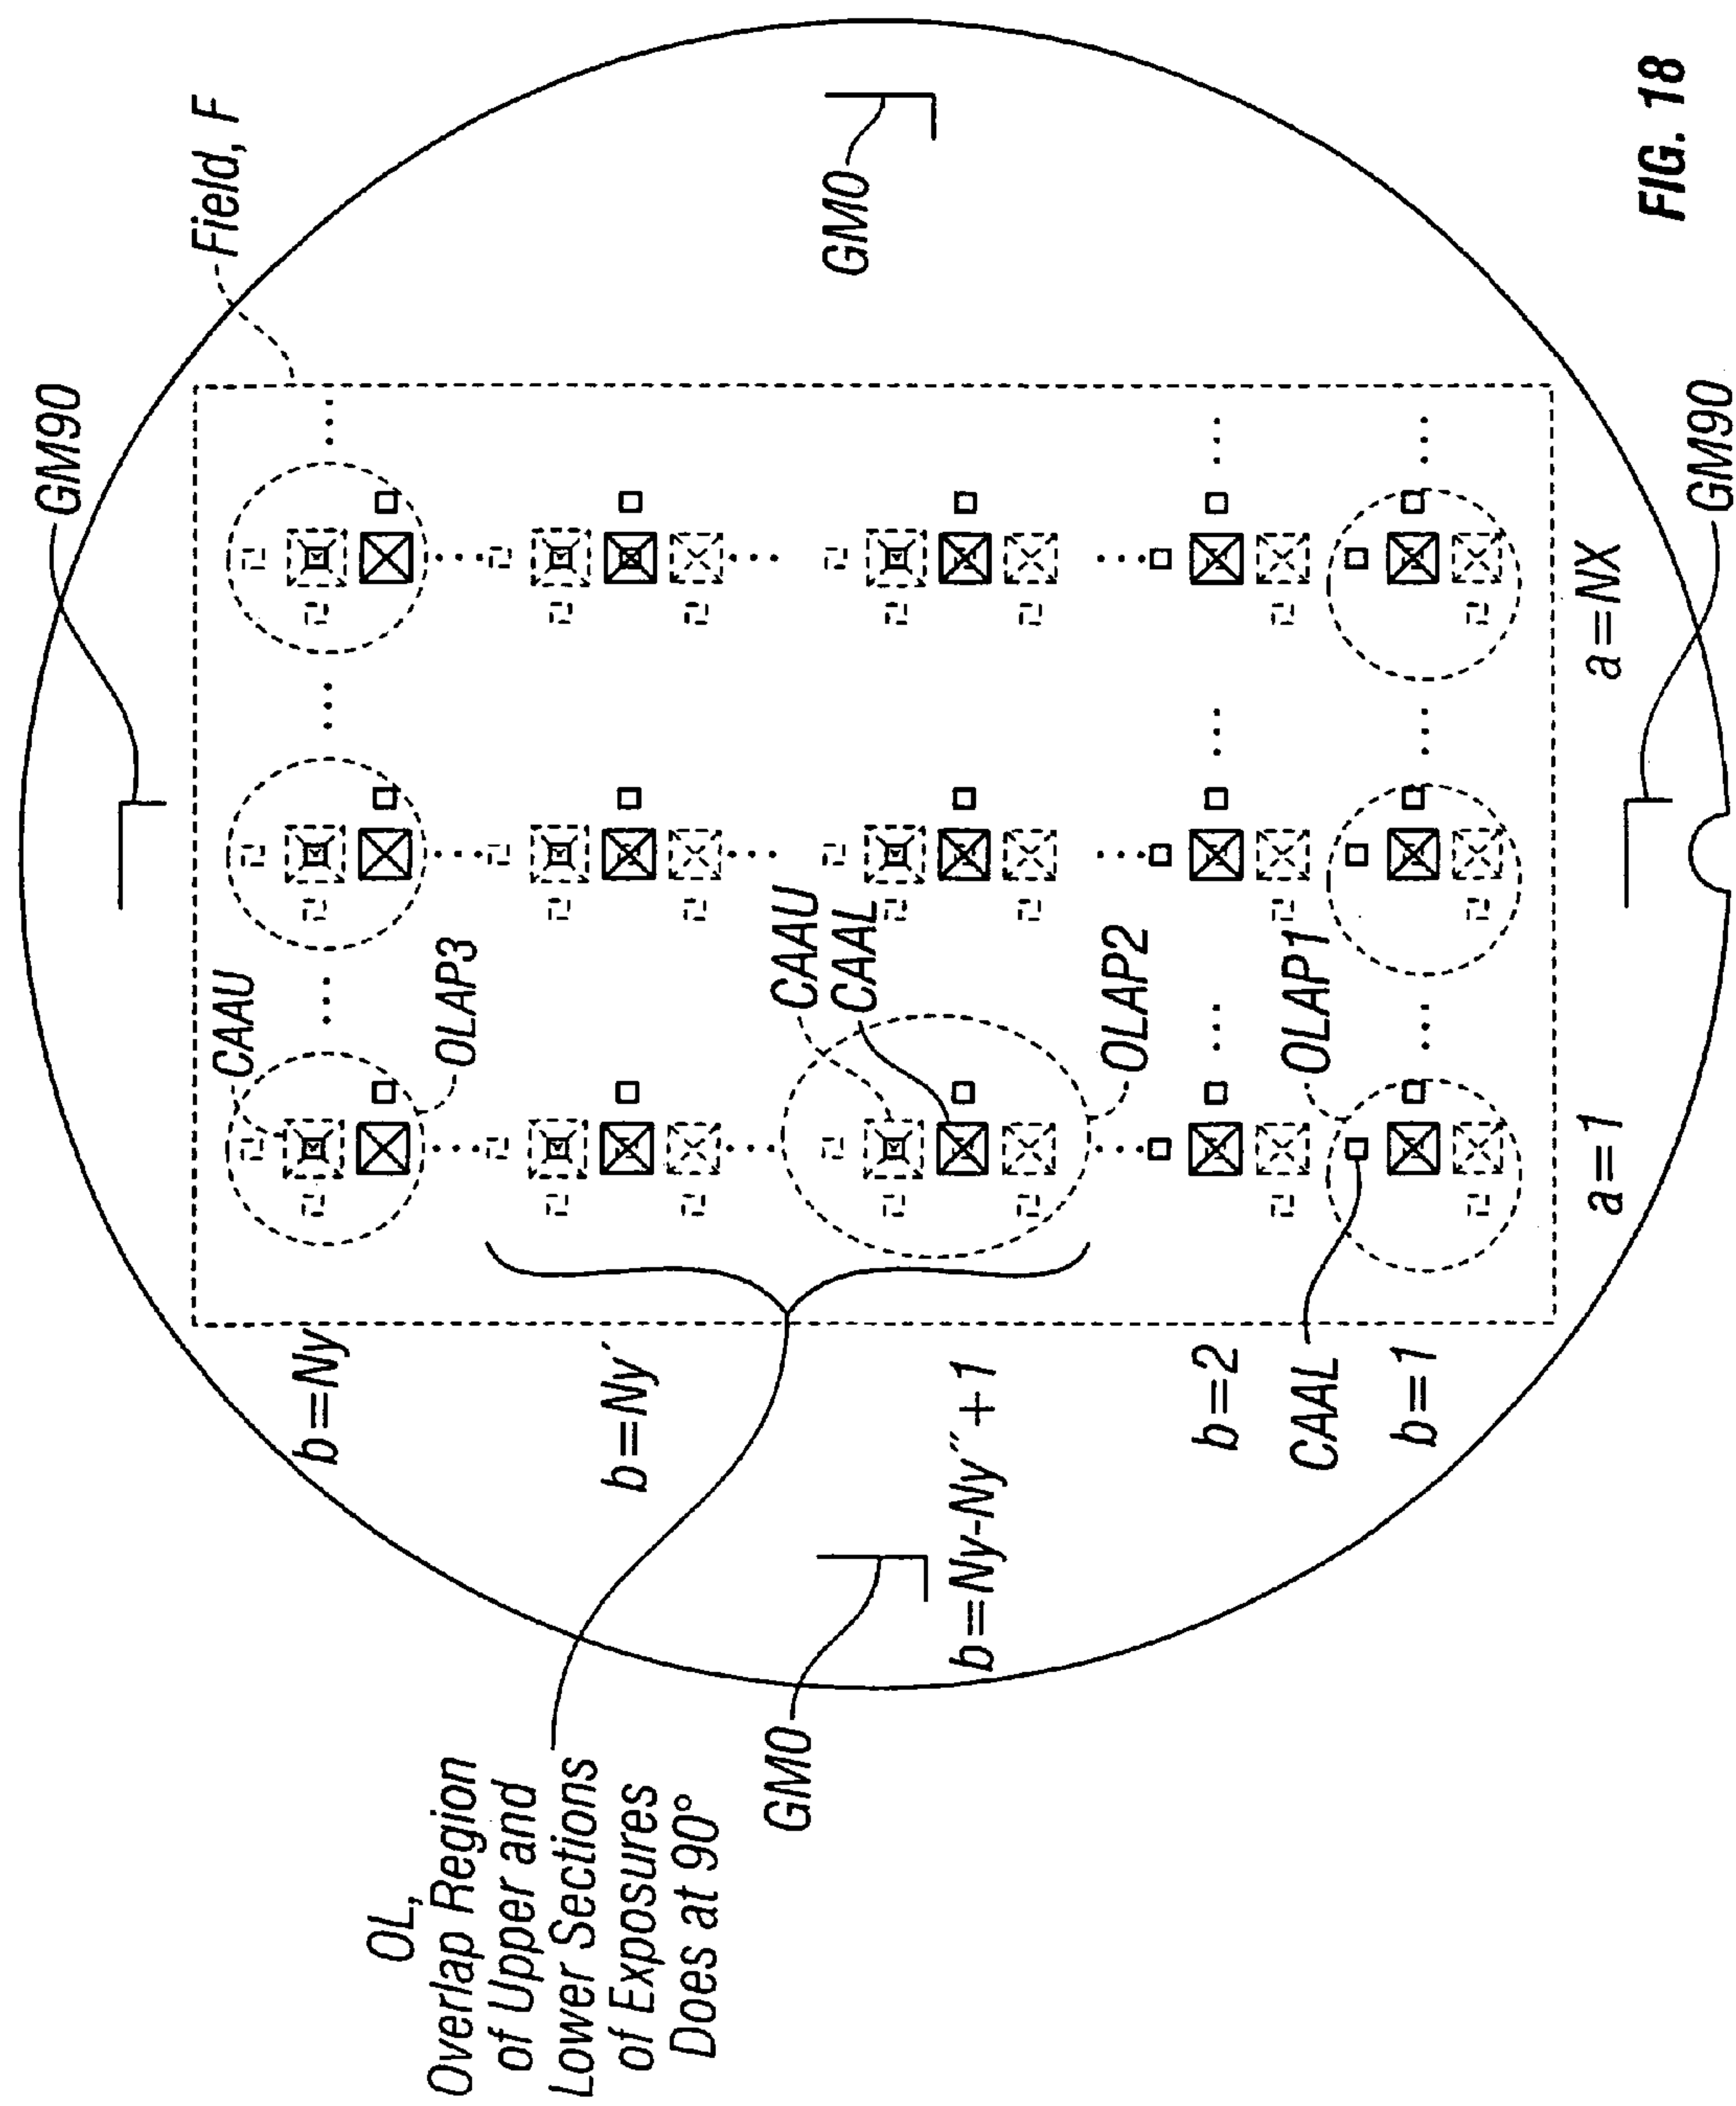 GM90
Field, F
GM0
FIG. 18
CAAU
OLAP3
CAAU
CAAL
OLAP2
OLAP1
a=NX
GM90
a=1
b=Ny
b=Ny′
b=Ny-Ny″+1
b=2
CAAL
b=1
GM0
OL,
Overlap Region
of Upper and
Lower Sections
of Exposures
Does at 90°